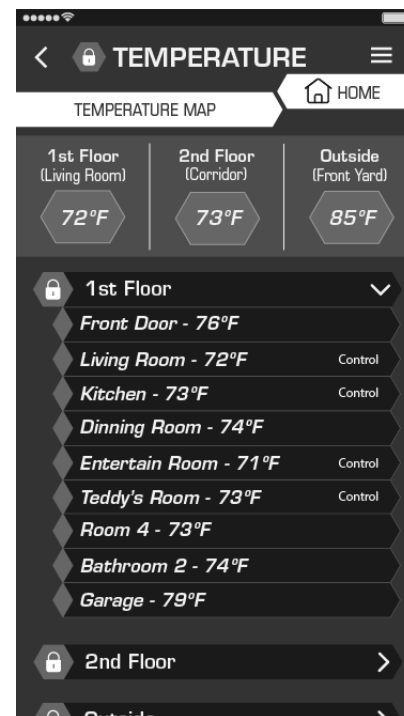 TEMPERATURE
HOME
TEMPERATURE MAP
1st Floor
(Living Room)
72°F
2nd Floor
(Corridor)
73°F
Outside
(Front Yard)
85°F
1st Floor
Front Door - 76°F
Living Room - 72°F Control
Kitchen - 73°F Control
Dinning Room - 74°F
Entertain Room - 71°F Control
Teddy's Room - 73°F Control
Room 4 - 73°F
Bathroom 2 - 74°F
Garage - 79°F
2nd Floor
Outside